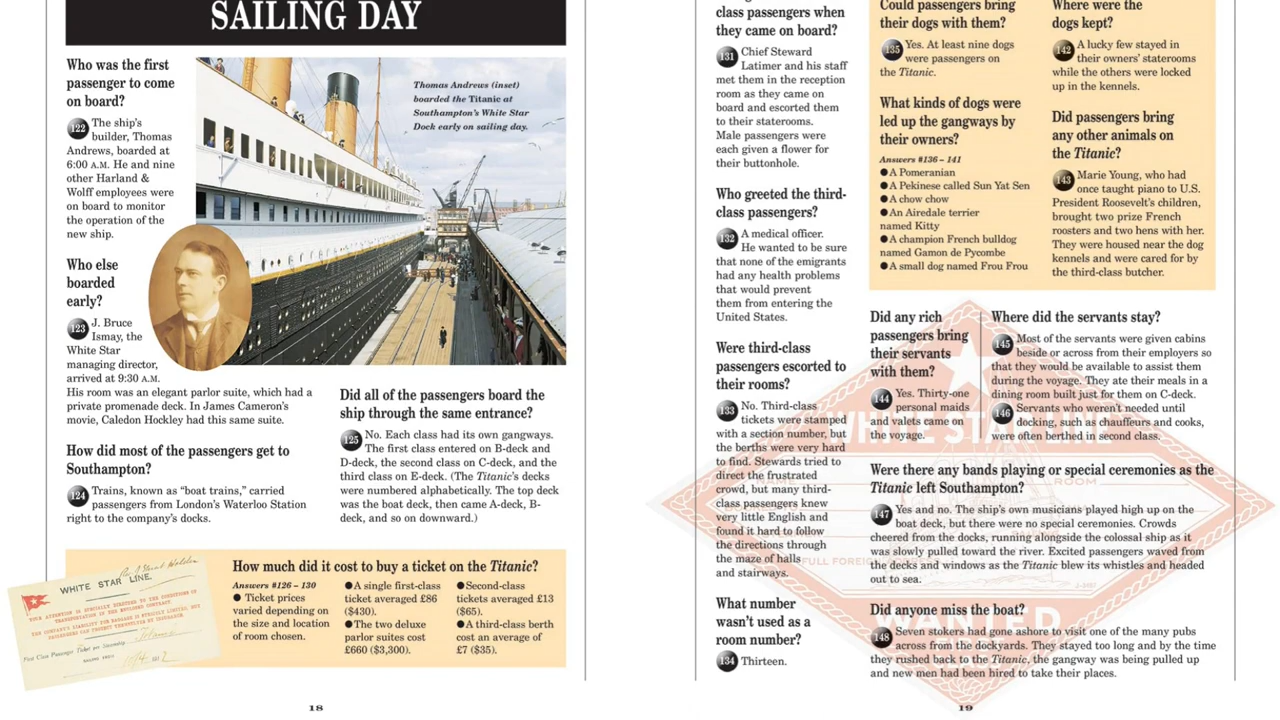 SAILING DAY
Who was the first
passenger to come
on board?
122 The ship's
builder, Thomas
Andrews, boarded at
6:00 A.M. He and nine
other Harland &
Wolff employees were
on board to monitor
the operation of the
new ship.
Thomas Andrews (inset)
boarded the Titanic at
Southampton's White Star
Dock early on sailing day.
Who else
boarded
early?
123 J. Bruce
Ismay, the
White Star
managing director,
arrived at 9:30 A.M.
His room was an elegant parlor suite, which had a
private promenade deck. In James Cameron's
movie, Caledon Hockley had this same suite.
How did most of the passengers get to
Southampton?
124 Trains, known as “boat trains,” carried
passengers from London's Waterloo Station
right to the company's docks.
Did all of the passengers board the
ship through the same entrance?
125 No. Each class had its own gangways.
The first class entered on B-deck and
D-deck, the second class on C-deck, and the
third class on E-deck. (The Titanic's decks
were numbered alphabetically. The top deck
was the boat deck, then came A-deck, B-
deck, and so on downward.)
WHITE STAR LINE.
How much did it cost to buy a ticket on the Titanic?
Answers #126 – 130
● Ticket prices
varied depending on
the size and location
of room chosen.
● A single first-class
ticket averaged £86
($430).
● The two deluxe
parlor suites cost
£660 ($3,300).
● Second-class
tickets averaged £13
($65).
● A third-class berth
cost an average of
£7 ($35).
18
class passengers when
they came on board?
131 Chief Steward
Latimer and his staff
met them in the reception
room as they came on
board and escorted them
to their staterooms.
Male passengers were
each given a flower for
their buttonhole.
Who greeted the third-
class passengers?
132 A medical officer.
He wanted to be sure
that none of the emigrants
had any health problems
that would prevent
them from entering the
United States.
Were third-class
passengers escorted to
their rooms?
133 No. Third-class
tickets were stamped
with a section number, but
the berths were very hard
to find. Stewards tried to
direct the frustrated
crowd, but many third-
class passengers knew
very little English and
found it hard to follow
the directions through
the maze of halls
and stairways.
What number
wasn't used as a
room number?
134 Thirteen.
Could passengers bring
their dogs with them?
135 Yes. At least nine dogs
were passengers on
the Titanic.
What kinds of dogs were
led up the gangways by
their owners?
Answers #136 – 141
● A Pomeranian
● A Pekinese called Sun Yat Sen
● A chow chow
● An Airedale terrier
named Kitty
● A champion French bulldog
named Gamon de Pycombe
● A small dog named Frou Frou
Where were the
dogs kept?
142 A lucky few stayed in
their owners' staterooms
while the others were locked
up in the kennels.
Did passengers bring
any other animals on
the Titanic?
143 Marie Young, who had
once taught piano to U.S.
President Roosevelt's children,
brought two prize French
roosters and two hens with her.
They were housed near the dog
kennels and were cared for by
the third-class butcher.
Did any rich
passengers bring
their servants
with them?
144 Yes. Thirty-one
personal maids
and valets came on
the voyage.
Where did the servants stay?
145 Most of the servants were given cabins
beside or across from their employers so
that they would be available to assist them
during the voyage. They ate their meals in a
dining room built just for them on C-deck.
146 Servants who weren't needed until
docking, such as chauffeurs and cooks,
were often berthed in second class.
Were there any bands playing or special ceremonies as the
Titanic left Southampton?
147 Yes and no. The ship's own musicians played high up on the
boat deck, but there were no special ceremonies. Crowds
cheered from the docks, running alongside the colossal ship as it
was slowly pulled toward the river. Excited passengers waved from
the decks and windows as the Titanic blew its whistles and headed
out to sea.
Did anyone miss the boat?
148 Seven stokers had gone ashore to visit one of the many pubs
across from the dockyards. They stayed too long and by the time
they rushed back to the Titanic, the gangway was being pulled up
and new men had been hired to take their places.
WHITE STAR LINE
ROOM
WANTED
19